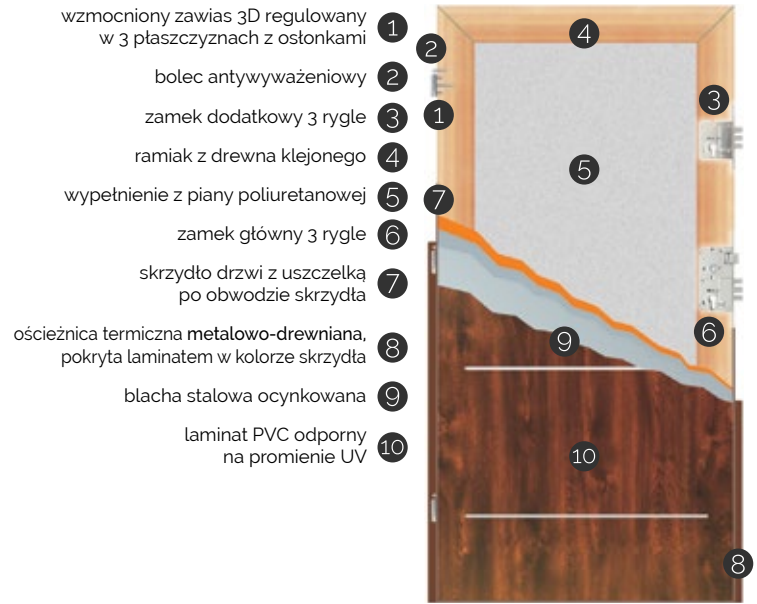 wzmocniony zawias 3D regulowany
w 3 płaszczyznach z osłonkami 1
bolec antywyważeniowy 2
zamek dodatkowy 3 rygle 3
ramiak z drewna klejonego 4
wypełnienie z piany poliuretanowej 5
zamek główny 3 rygle 6
skrzydło drzwi z uszczelką
po obwodzie skrzydła 7
ościeżnica termiczna metalowo-drewniana,
pokryta laminatem w kolorze skrzydła 8
blacha stalowa ocynkowana 9
laminat PVC odporny
na promienie UV 10
4
2
3
1
5
7
6
9
10
8